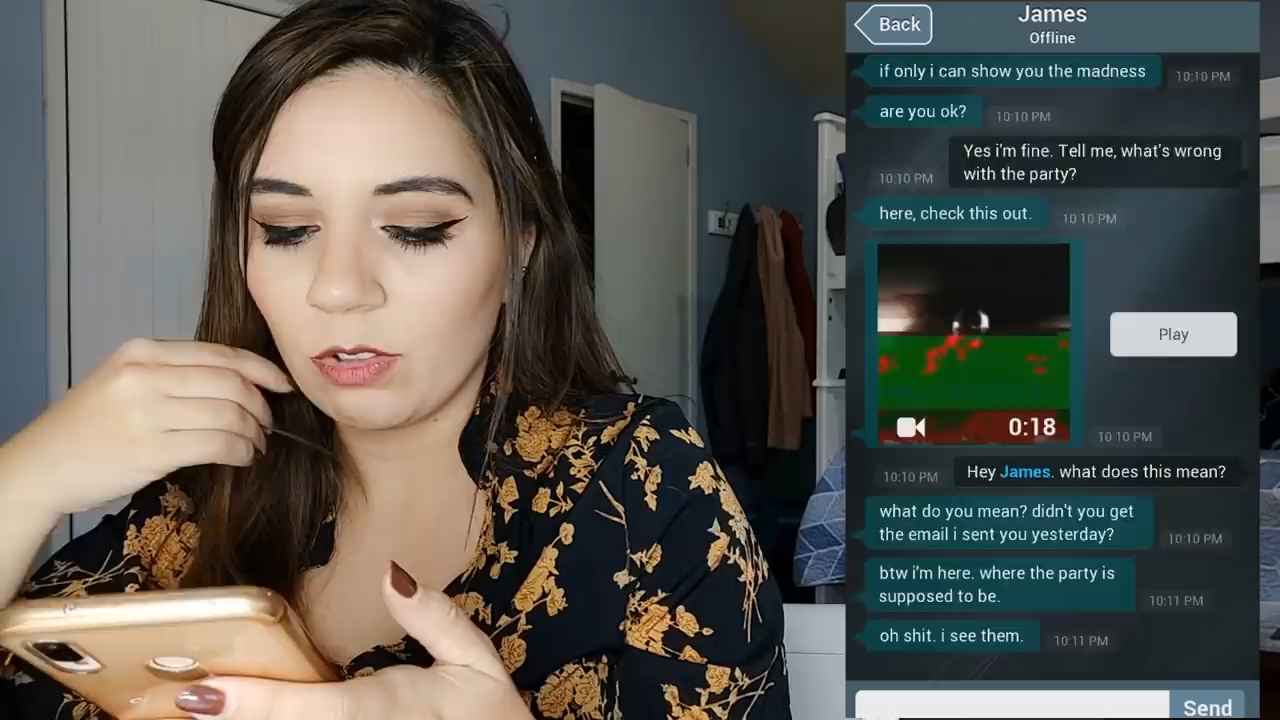 Back
James
Offline
if only i can show you the madness
10:10 PM
are you ok?
10:10 PM
Yes i'm fine. Tell me, what's wrong
with the party?
10:10 PM
here, check this out.
10:10 PM
Play
0:18
10:10 PM
10:10 PM
Hey James. what does this mean?
what do you mean? didn't you get
the email i sent you yesterday?
10:10 PM
btw i'm here. where the party is
supposed to be.
10:11 PM
oh shit. i see them.
10:11 PM
Send